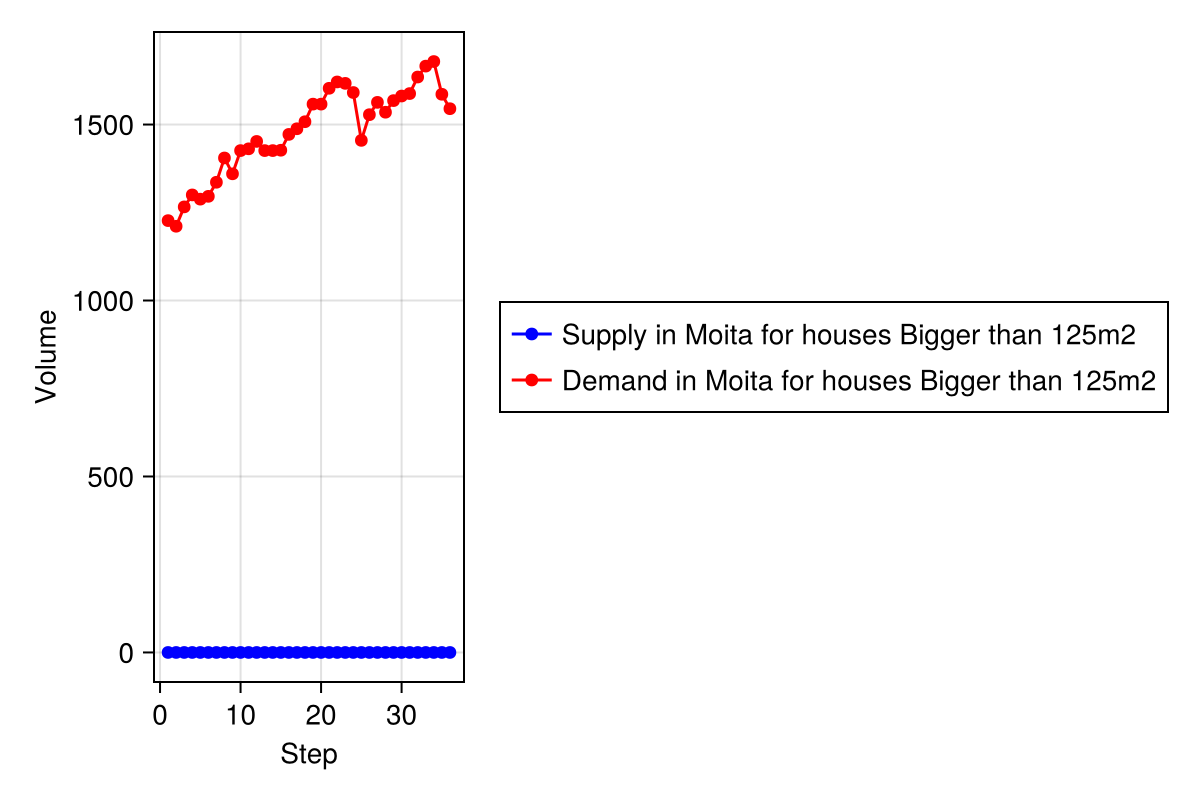 1500
1000
500
0
Volume
0 10 20 30
Step
Supply in Moita for houses Bigger than 125m2
Demand in Moita for houses Bigger than 125m2